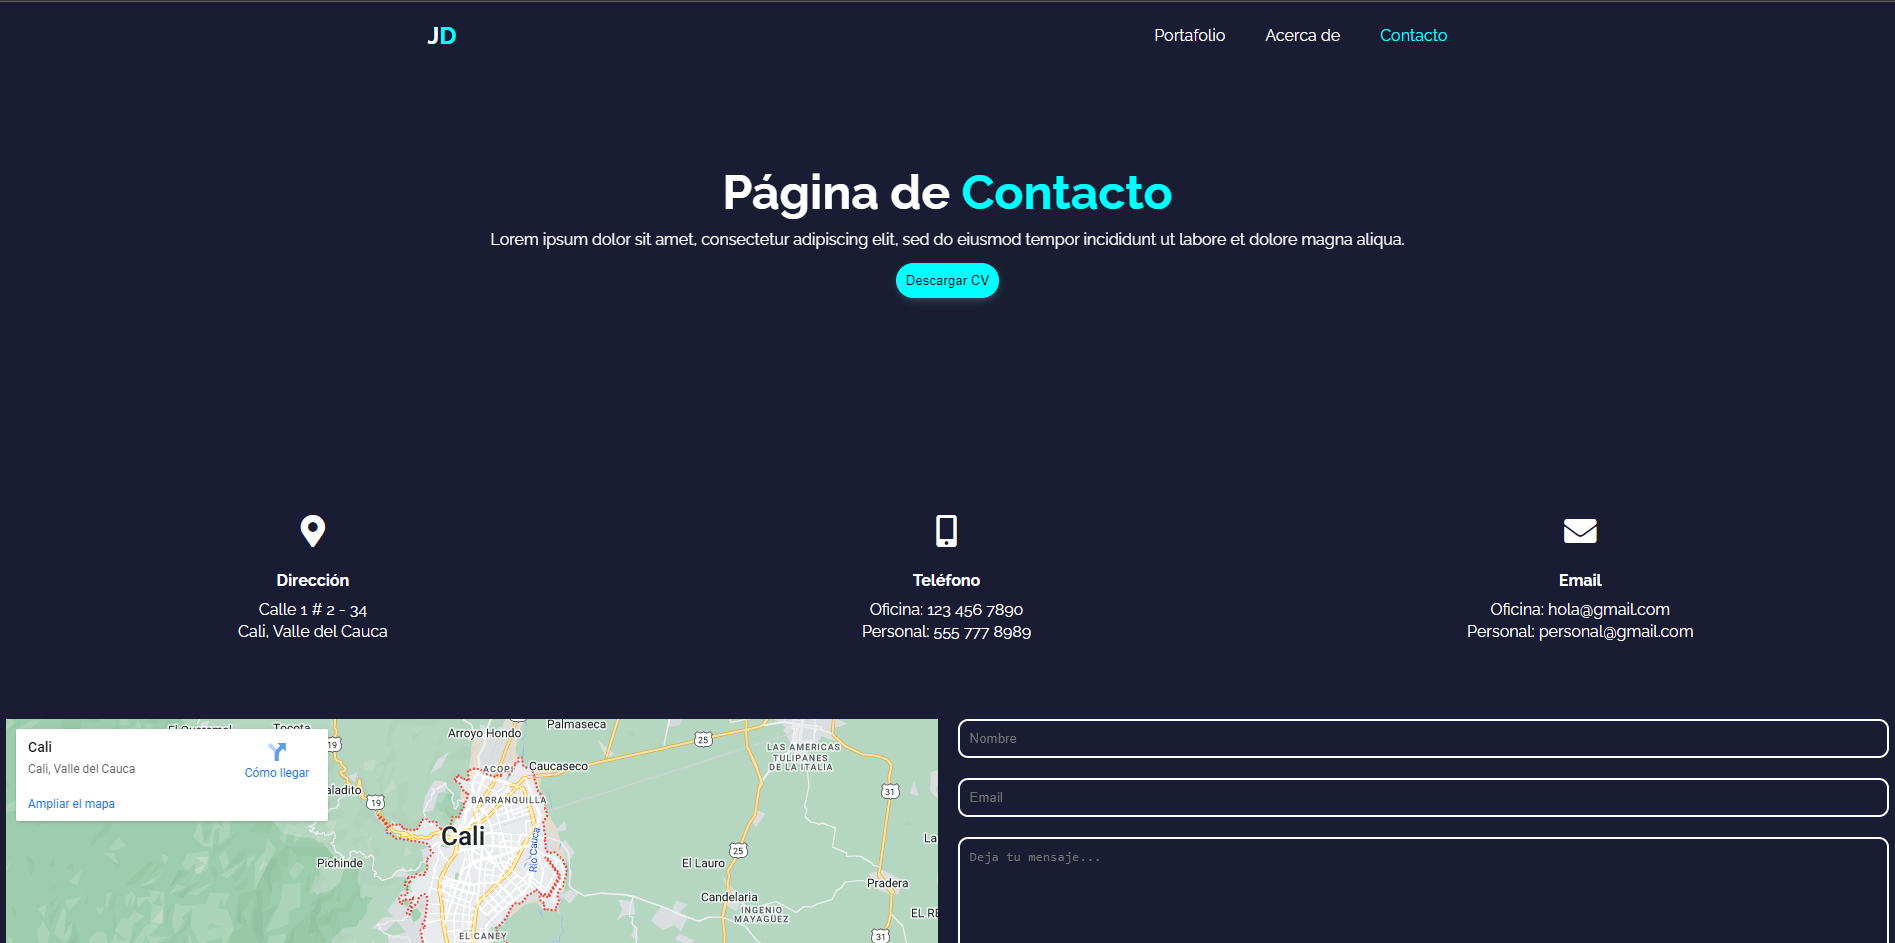 JD
Portafolio Acerca de Contacto
Página de Contacto
Lorem ipsum dolor sit amet, consectetur adipiscing elit, sed do eiusmod tempor incididunt ut labore et dolore magna aliqua.
Descargar CV
Dirección
Calle 1 # 2 - 34
Cali, Valle del Cauca
Teléfono
Oficina: 123 456 7890
Personal: 555 777 8989
Email
Oficina: hola@gmail.com
Personal: personal@gmail.com
Cali
Cali, Valle del Cauca
Cómo llegar
Ampliar el mapa
Palmaseca
Arroyo Hondo
19
25
LAS AMERICAS
TULIPANES
DE LA ITALIA
ACOPI
Caucaseco
aladito
19
BARRANQUILLA
31
Cali
Río Cauca
La
25
Pichinde
El Lauro
Pradera
Candelaria
INGENIO
MAYAGÜEZ
EL RE
EL CANEY
31
Nombre
Email
Deja tu mensaje...